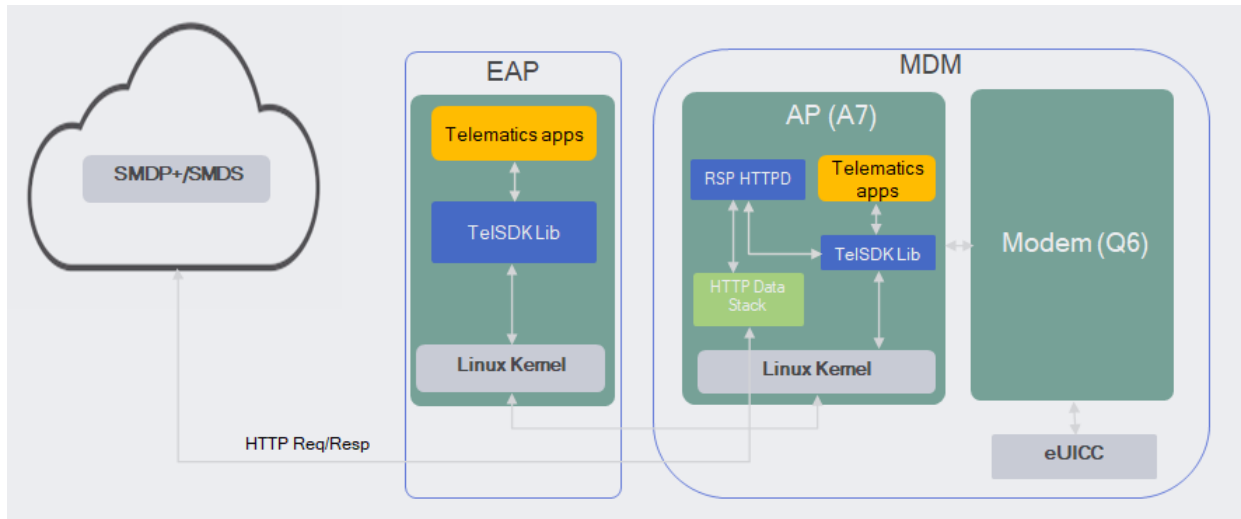 SMDP+/SMDS
HTTP Req/Resp
EAP
Telematics apps
TelSDK Lib
Linux Kernel
MDM
AP (A7)
RSP HTTPD
Telematics
apps
TelSDK Lib
HTTP Data
Stack
Linux Kernel
Modem (Q6)
eUICC